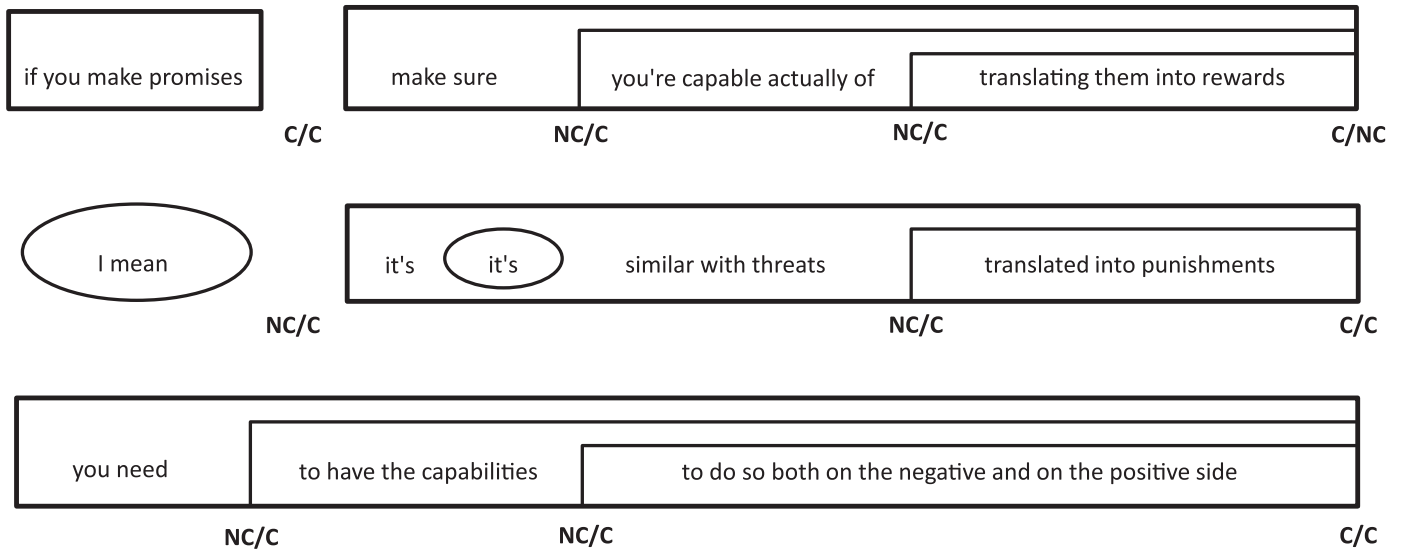 if you make promises make sure you're capable actually of translating them into rewards
C/C NC/C NC/C C/NC
I mean it's it's similar with threats translated into punishments
NC/C NC/C C/C
you need to have the capabilities to do so both on the negative and on the positive side
NC/C NC/C C/C